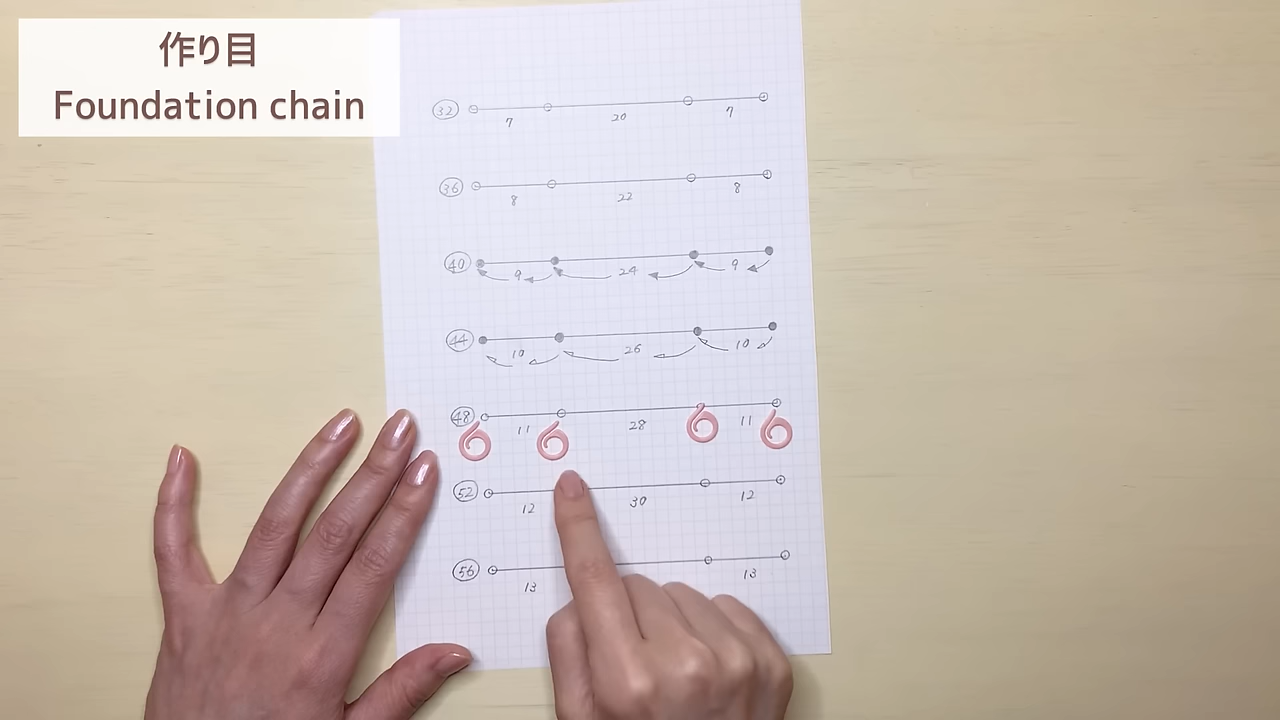 作り目
Foundation chain
32
7 20 7
36
8 22 8
40
9 24 9
44
10 26 10
48
11 28 11
52
12 30 12
56
13 13